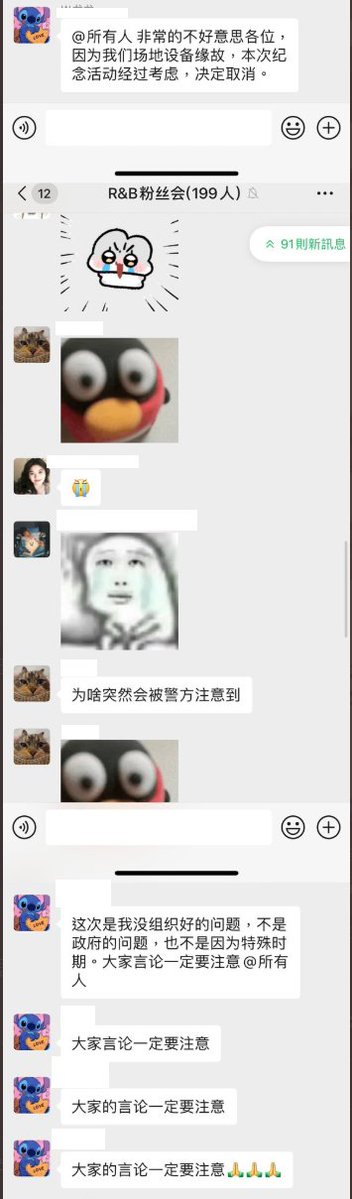 @所有人 非常的不好意思各位，
因为我们场地设备缘故，本次纪
念活动经过考虑，决定取消。
12
R&B粉丝会(199人)
91則新訊息
为啥突然会被警方注意到
这次是我没组织好的问题，不是
政府的问题，也不是因为特殊时
期。大家言论一定要注意@所有
人
大家言论一定要注意
大家的言论一定要注意
大家的言论一定要注意🙏🙏🙏